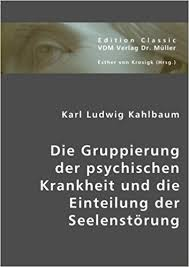 Edition Classic
VDM Verlag Dr. Müller
Esther von Krosigk (Hrsg.)
Karl Ludwig Kahlbaum
Die Gruppierung
der psychischen
Krankheit und die
Einteilung der
Seelenstörung